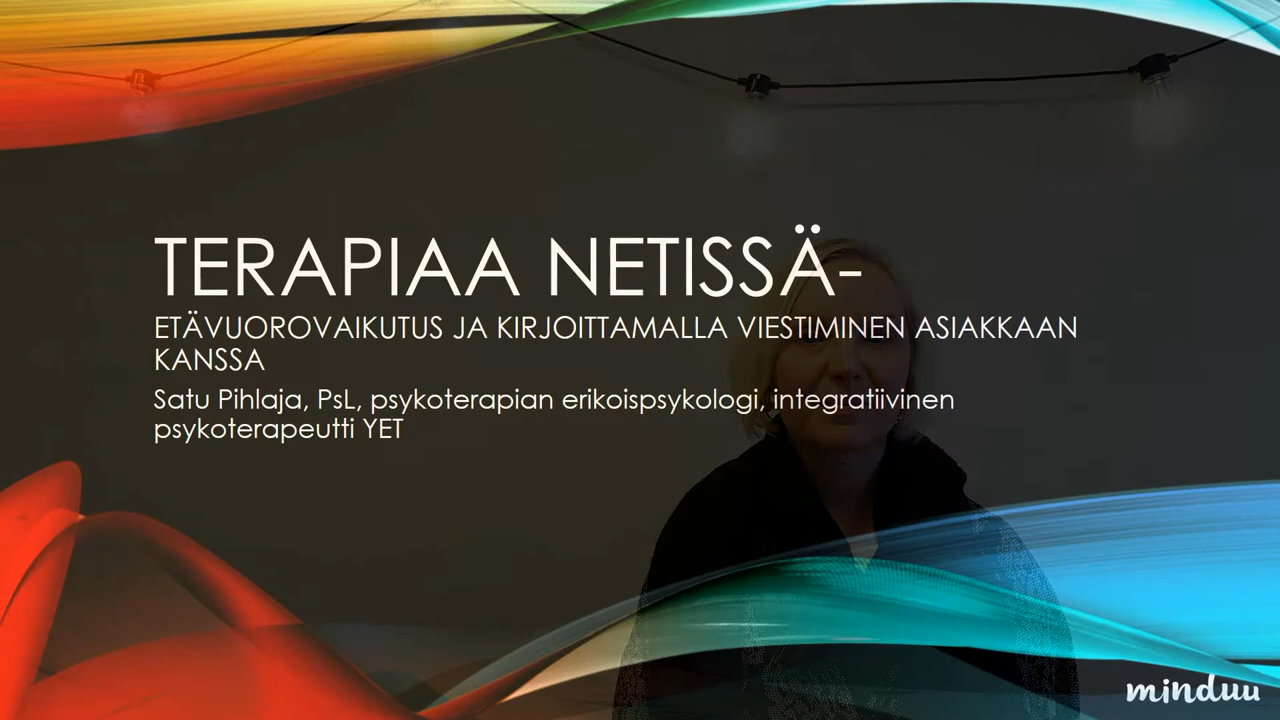 TERAPIAA NETISSÄ-
ETÄVUOROVAIKUTUS JA KIRJOITTAMALLA VIESTIMINEN ASIAKKAAN
KANSSA
Satu Pihlaja, PsL, psykoterapian erikoispsykologi, integratiivinen
psykoterapeutti YET
minduu